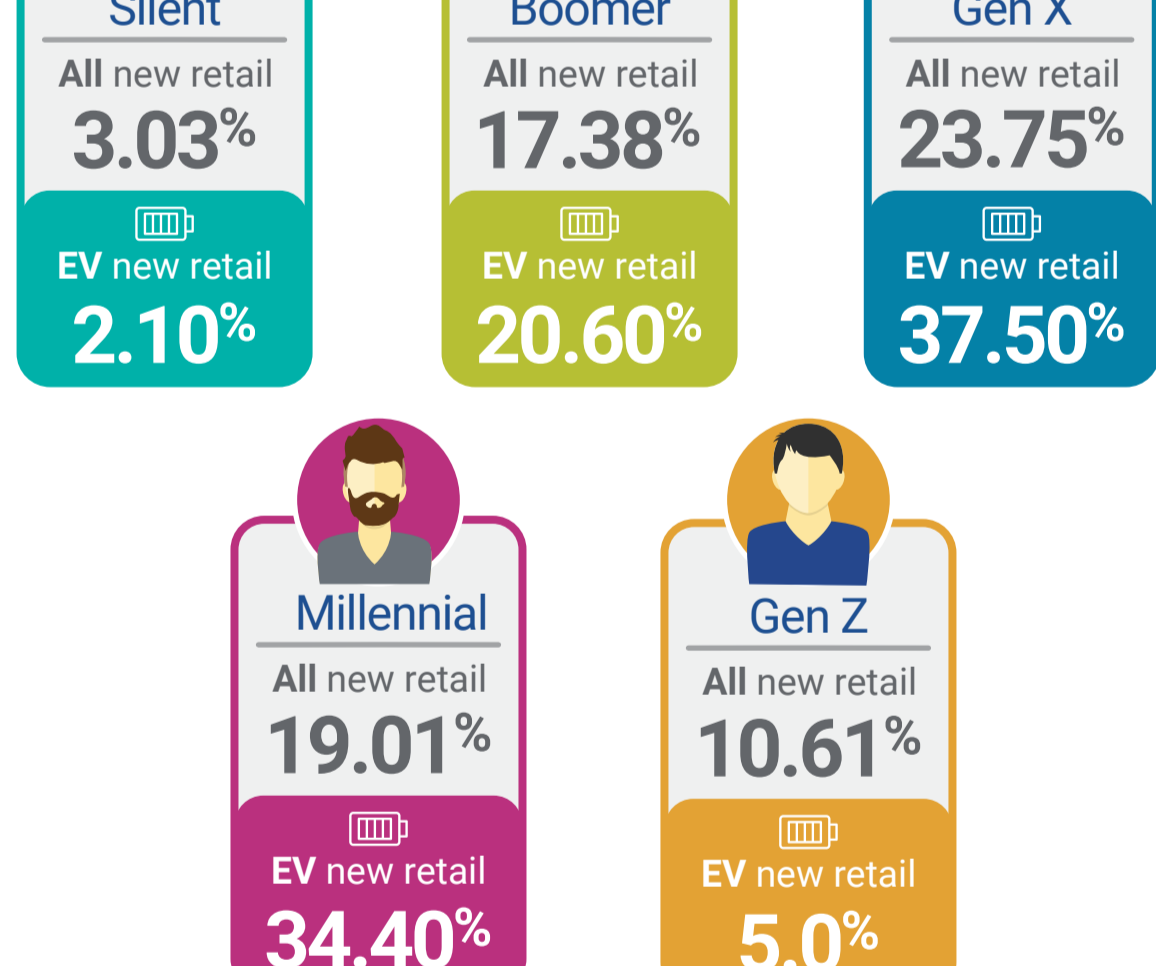 Silent
All new retail
3.03%
EV new retail
2.10%
Boomer
All new retail
17.38%
EV new retail
20.60%
Gen X
All new retail
23.75%
EV new retail
37.50%
Millennial
All new retail
19.01%
EV new retail
34.40%
Gen Z
All new retail
10.61%
EV new retail
5.0%